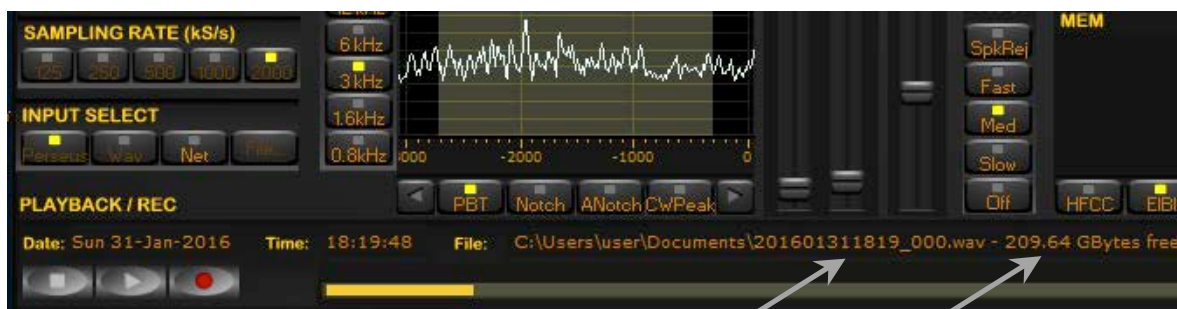 SAMPLING RATE (kS/s)
125 250 500 1000 2000
INPUT SELECT
Perseus Wav Net File...
6 kHz
3 kHz
1.6kHz
0.8kHz
-2000 -1000 0
PBT Notch ANotch CWPeak
SpkRej
Fast
Med
Slow
Off
MEM
HFCC EIBI
PLAYBACK / REC
Date: Sun 31-Jan-2016 Time: 18:19:48 File: C:\Users\user\Documents\201601311819_000.wav - 209.64 GBytes free